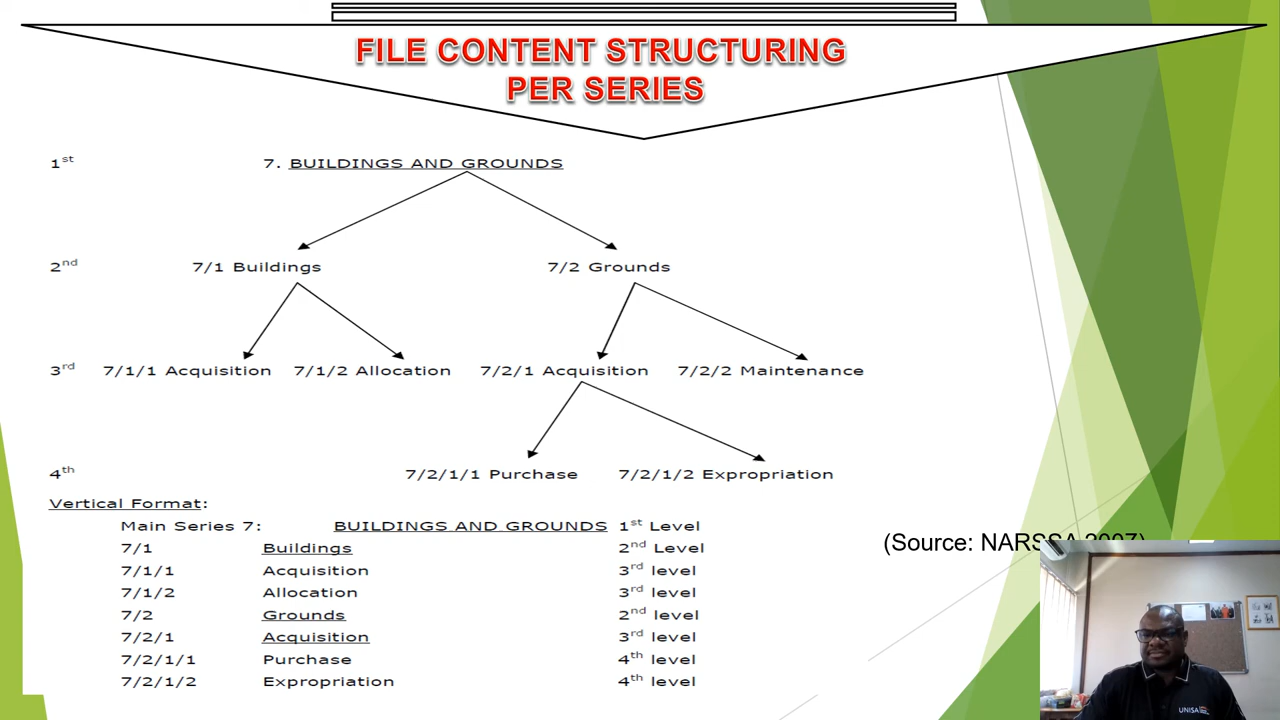 FILE CONTENT STRUCTURING
PER SERIES
1st 7. BUILDINGS AND GROUNDS
2nd 7/1 Buildings 7/2 Grounds
3rd 7/1/1 Acquisition 7/1/2 Allocation 7/2/1 Acquisition 7/2/2 Maintenance
4th 7/2/1/1 Purchase 7/2/1/2 Expropriation
Vertical Format:
Main Series 7: BUILDINGS AND GROUNDS 1st Level
7/1 Buildings 2nd Level
7/1/1 Acquisition 3rd level
7/1/2 Allocation 3rd level
7/2 Grounds 2nd level
7/2/1 Acquisition 3rd level
7/2/1/1 Purchase 4th level
7/2/1/2 Expropriation 4th level
(Source: NARSSA 2007)
UNISA